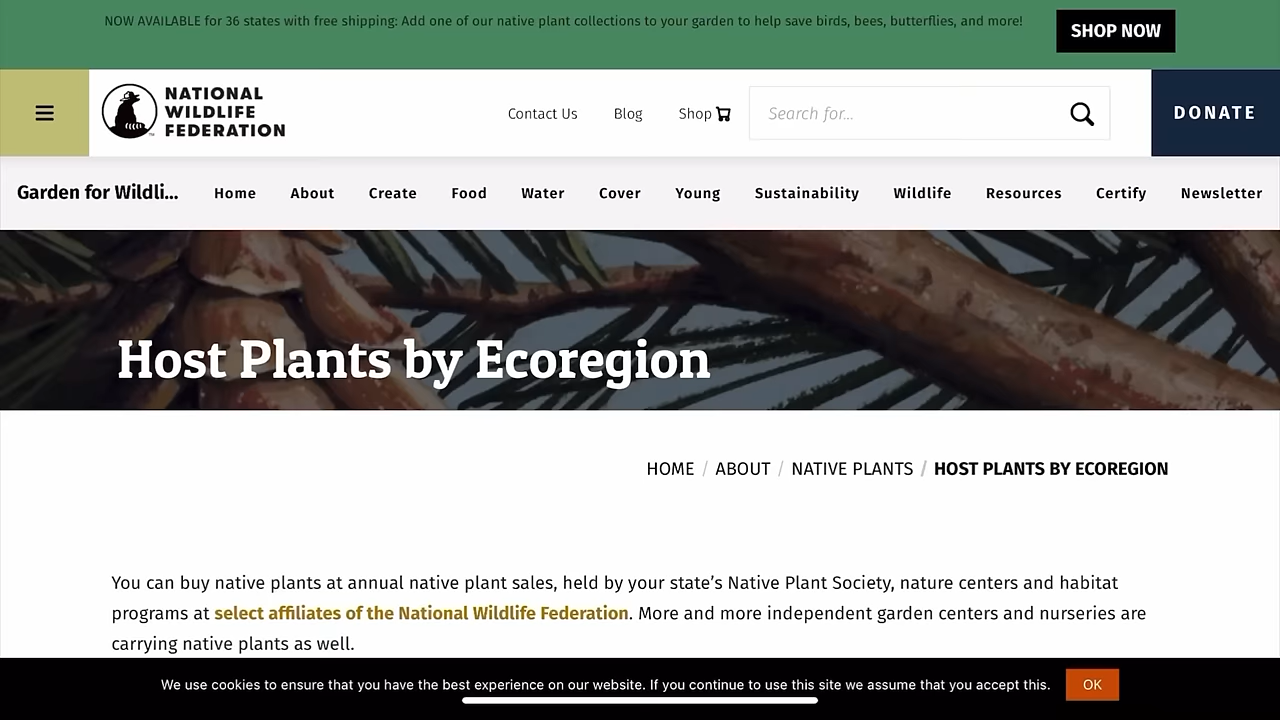 NOW AVAILABLE for 36 states with free shipping: Add one of our native plant collections to your garden to help save birds, bees, butterflies, and more!
SHOP NOW
NATIONAL
WILDLIFE
FEDERATION
Contact Us
Blog
Shop
Search for...
DONATE
Garden for Wildli...
Home
About
Create
Food
Water
Cover
Young
Sustainability
Wildlife
Resources
Certify
Newsletter
Host Plants by Ecoregion
HOME / ABOUT / NATIVE PLANTS / HOST PLANTS BY ECOREGION
You can buy native plants at annual native plant sales, held by your state’s Native Plant Society, nature centers and habitat
programs at select affiliates of the National Wildlife Federation. More and more independent garden centers and nurseries are
carrying native plants as well.
We use cookies to ensure that you have the best experience on our website. If you continue to use this site we assume that you accept this.
OK